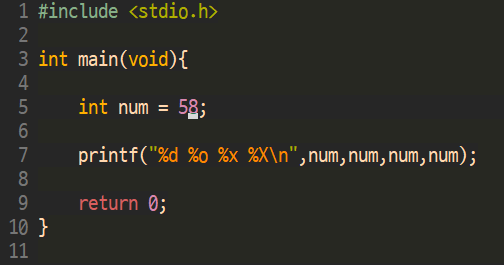 1 #include <stdio.h>
2
3 int main(void){
4
5     int num = 58;
6
7     printf("%d %o %x %X\n",num,num,num,num);
8
9     return 0;
10 }
11